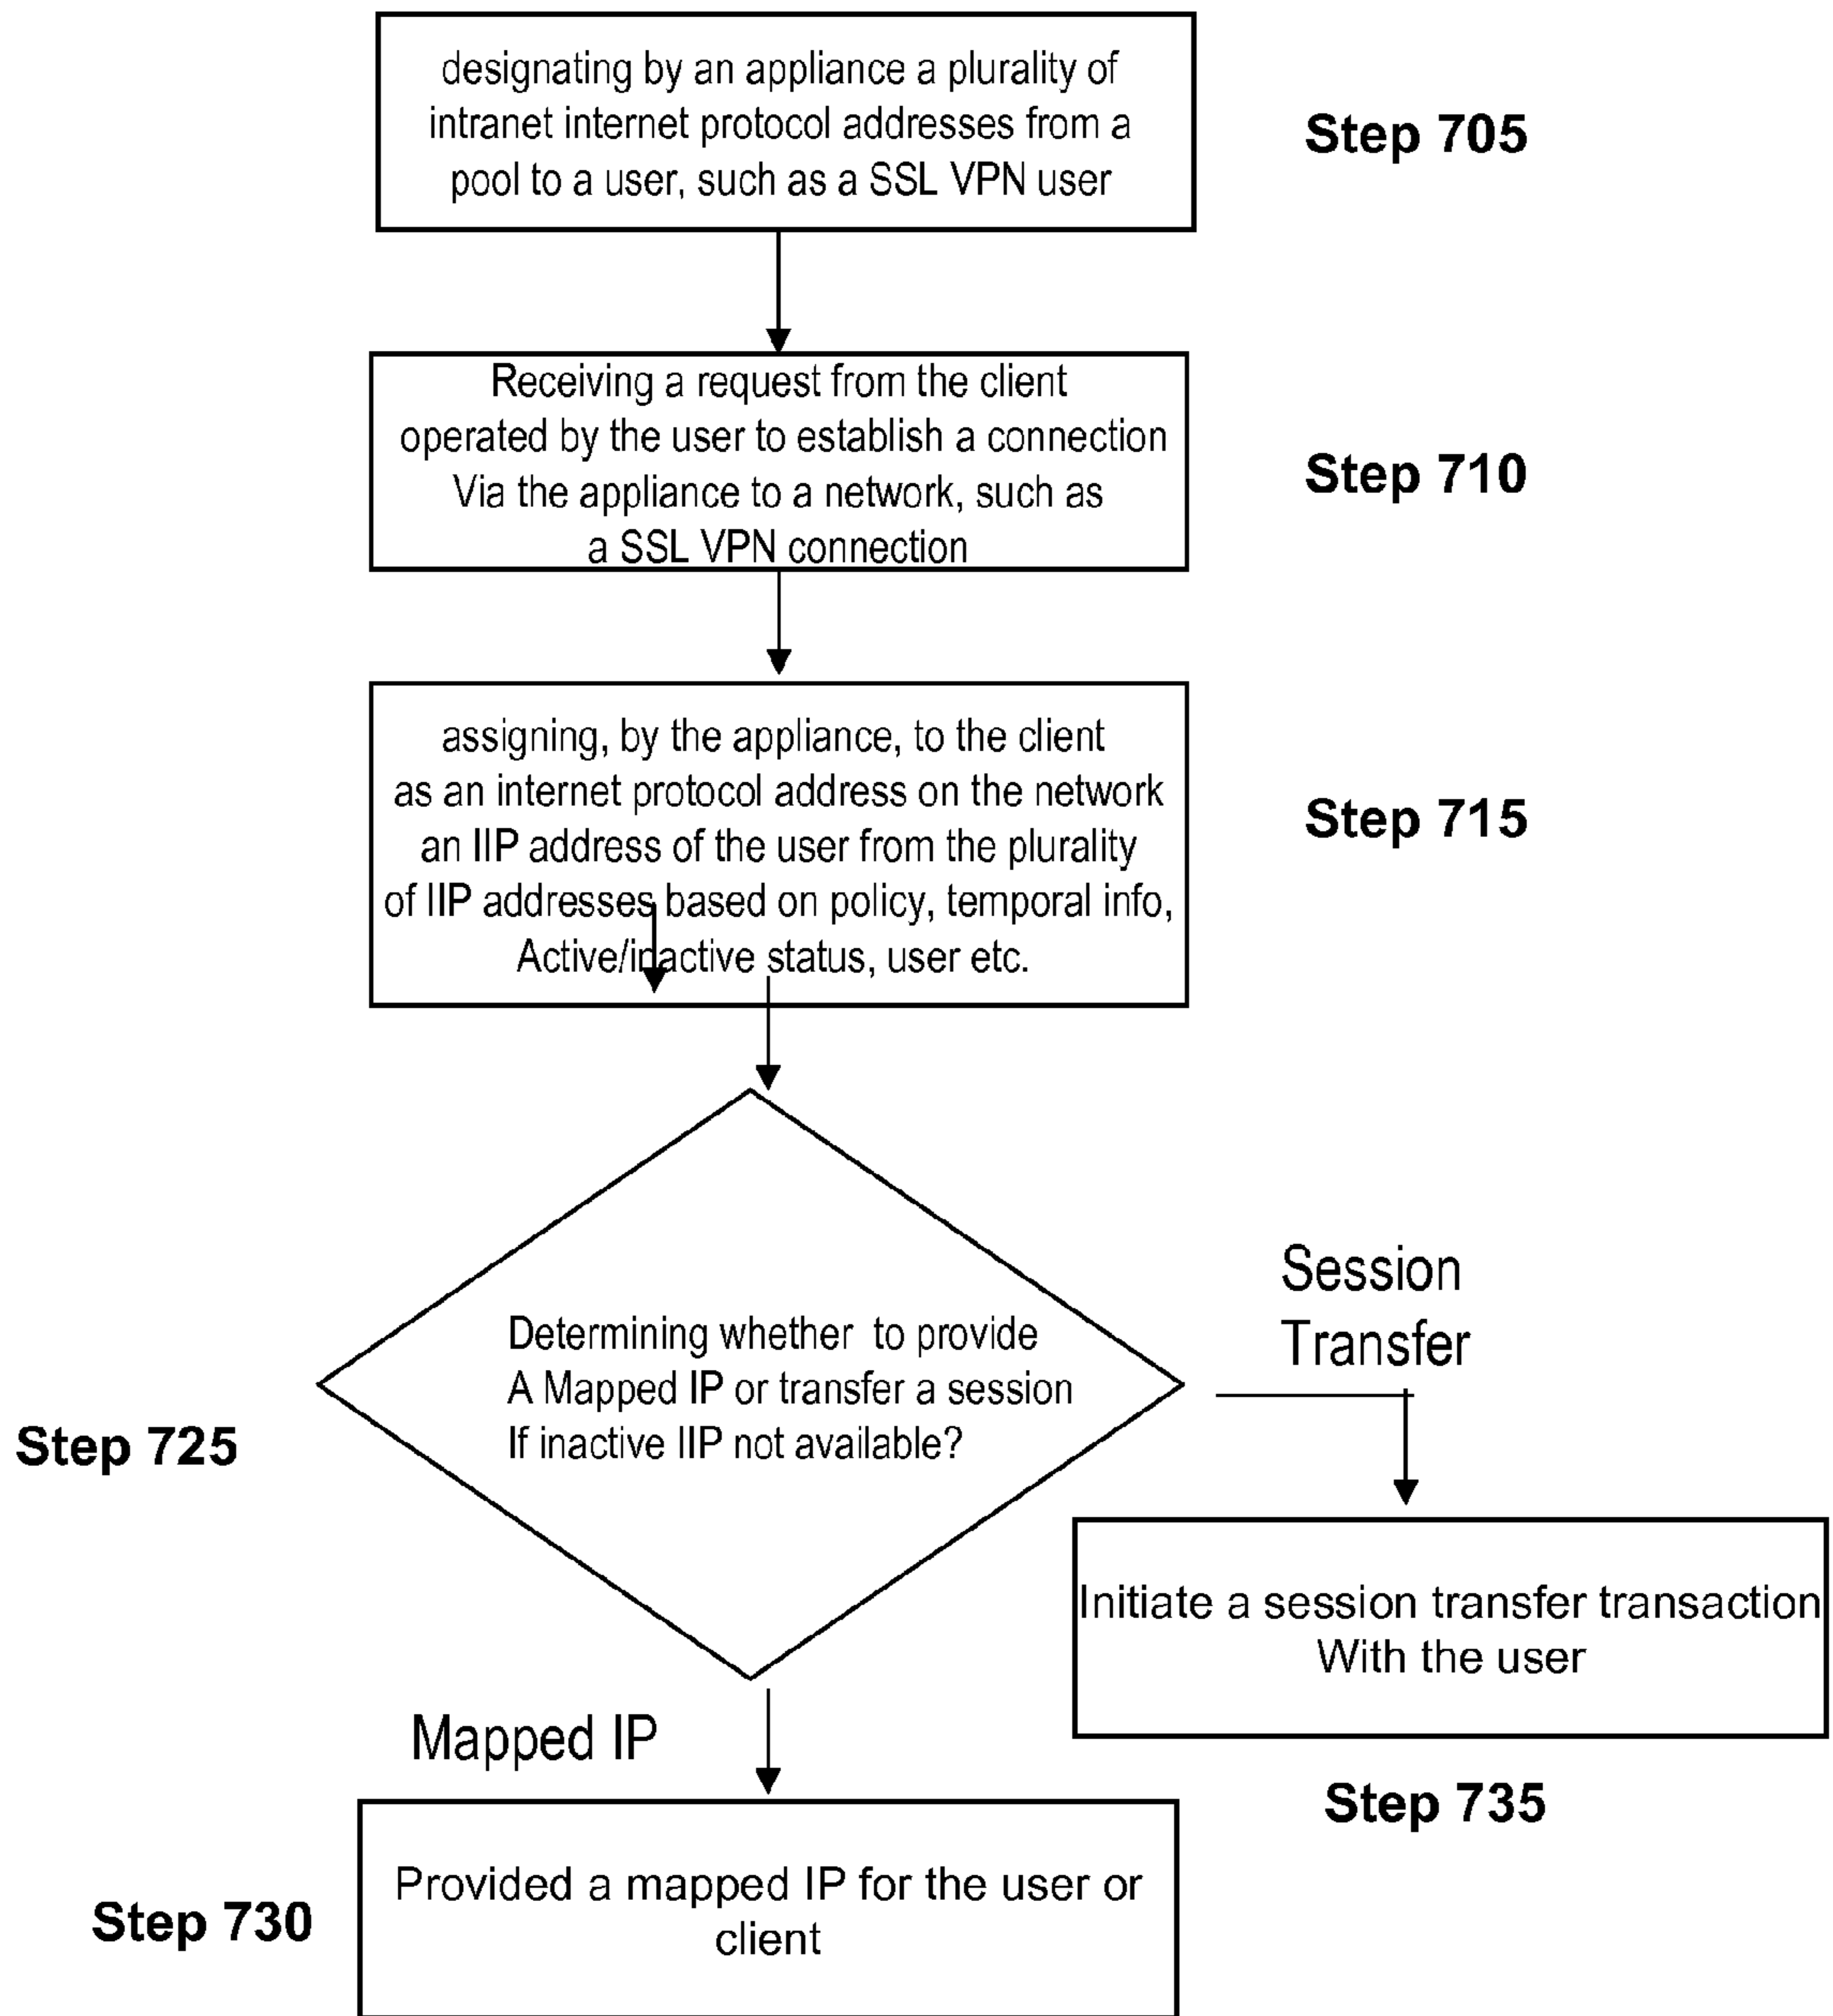 designating by an appliance a plurality of
intranet internet protocol addresses from a
pool to a user, such as a SSL VPN user
Step 705
Receiving a request from the client
operated by the user to establish a connection
Via the appliance to a network, such as
a SSL VPN connection
Step 710
assigning, by the appliance, to the client
as an internet protocol address on the network
an IIP address of the user from the plurality
of IIP addresses based on policy, temporal info,
Active/inactive status, user etc.
Step 715
Determining whether to provide
A Mapped IP or transfer a session
If inactive IIP not available?
Step 725
Session
Transfer
Initiate a session transfer transaction
With the user
Step 735
Mapped IP
Provided a mapped IP for the user or
client
Step 730